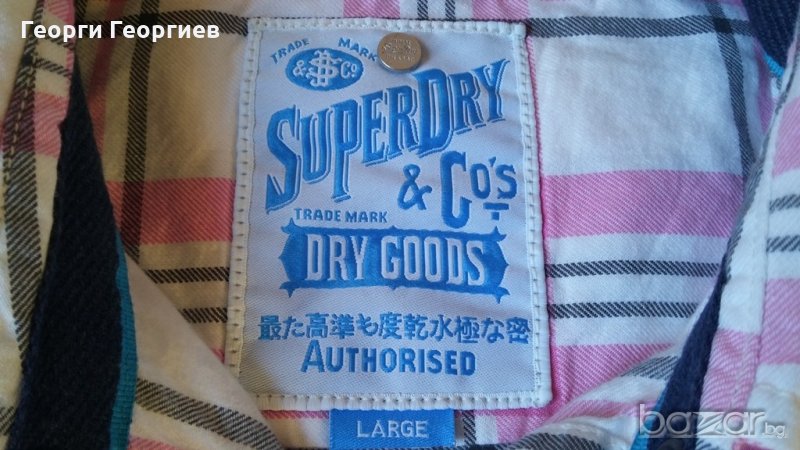 Георги Георгиев
TRADE MARK
& S Co
SUPERDRY
& Co's
TRADE MARK
DRY GOODS
最た高準も度乾水極な密
AUTHORISED
LARGE
bazar.bg